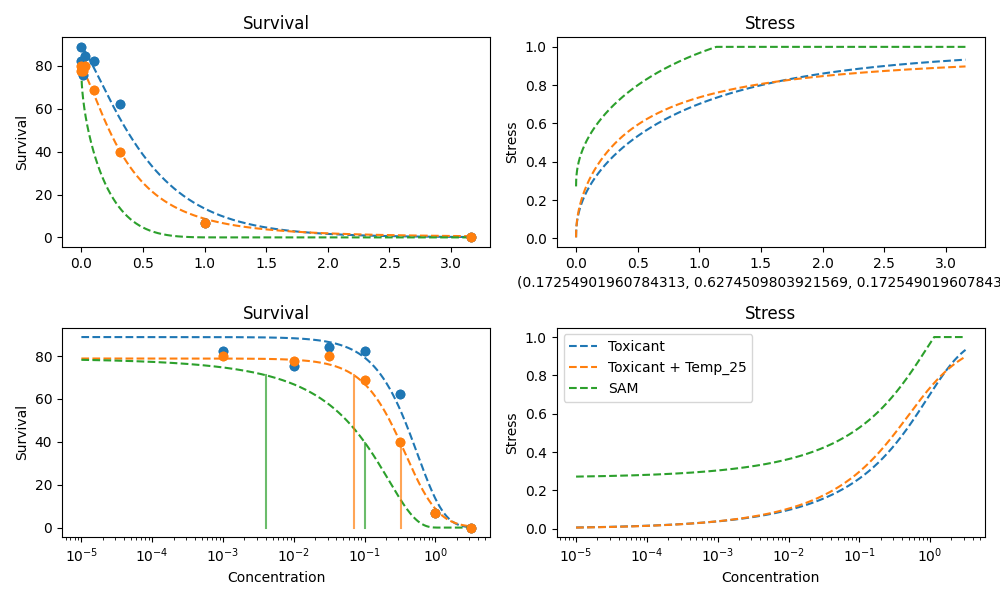 Survival
Stress
Survival
80
60
40
20
0
0.0 0.5 1.0 1.5 2.0 2.5 3.0
Stress
1.0
0.8
0.6
0.4
0.2
0.0
0.0 0.5 1.0 1.5 2.0 2.5 3.0
(0.17254901960784313, 0.6274509803921569, 0.172549019607843
Survival
Stress
Survival
80
60
40
20
0
10⁻⁵ 10⁻⁴ 10⁻³ 10⁻² 10⁻¹ 10⁰
Concentration
Stress
1.0
0.8
0.6
0.4
0.2
0.0
Toxicant
Toxicant + Temp_25
SAM
10⁻⁵ 10⁻⁴ 10⁻³ 10⁻² 10⁻¹ 10⁰
Concentration